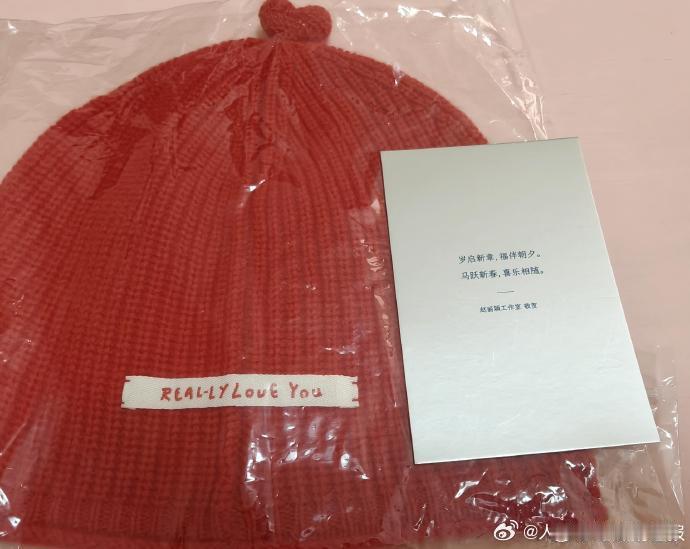 岁启新章，福伴朝夕。
马跃新春，喜乐相随。
赵丽颖工作室 敬贺
REAL-LY LOVE YOU
@人